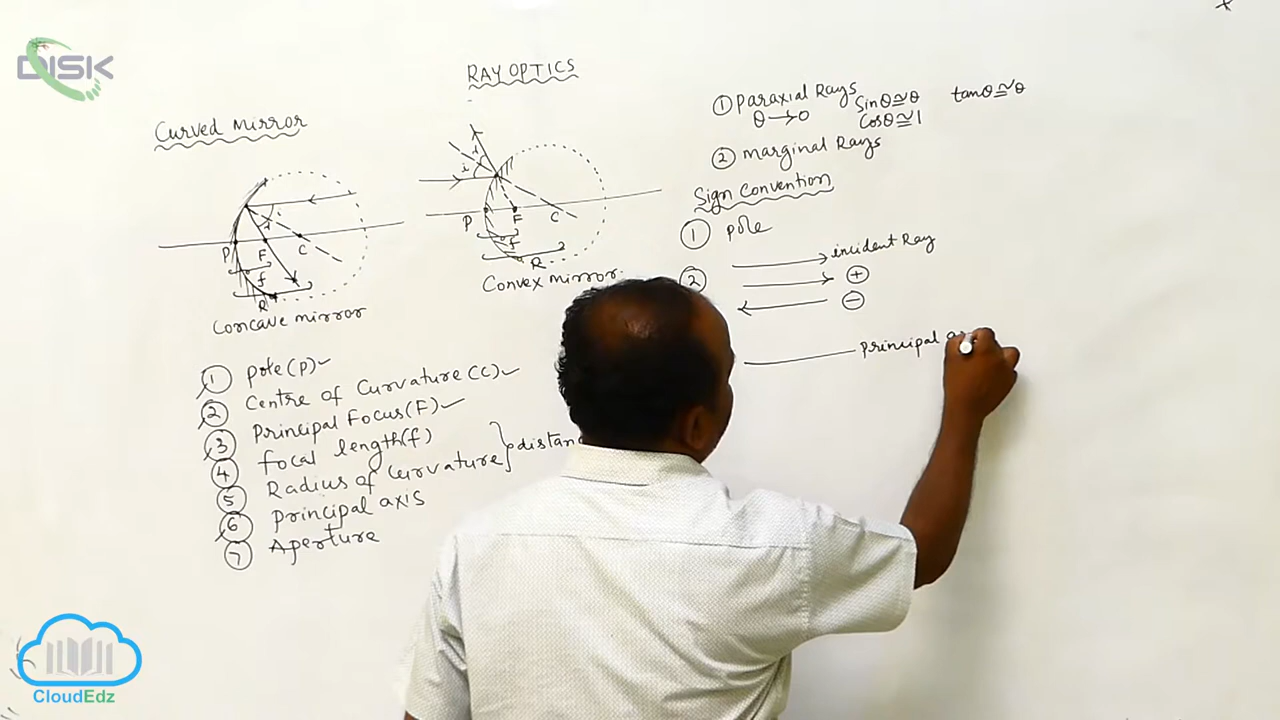 DISK
RAY OPTICS
Curved mirror
i
P F C
f
R
Concave mirror
i
P F C
f
R
Convex mirror
① pole(P)✓
② Centre of Curvature (C)✓
③ Principal Focus(F)✓
④ focal length(f)
⑤ Radius of curvature } distan
⑥ principal axis
⑦ Aperture
① paraxial Rays
θ → 0 Sinθ≅θ tanθ≅θ
Cosθ≅1
② marginal Rays
Sign Convention
① pole
② incident Ray
+
−
principal a
CloudEdz